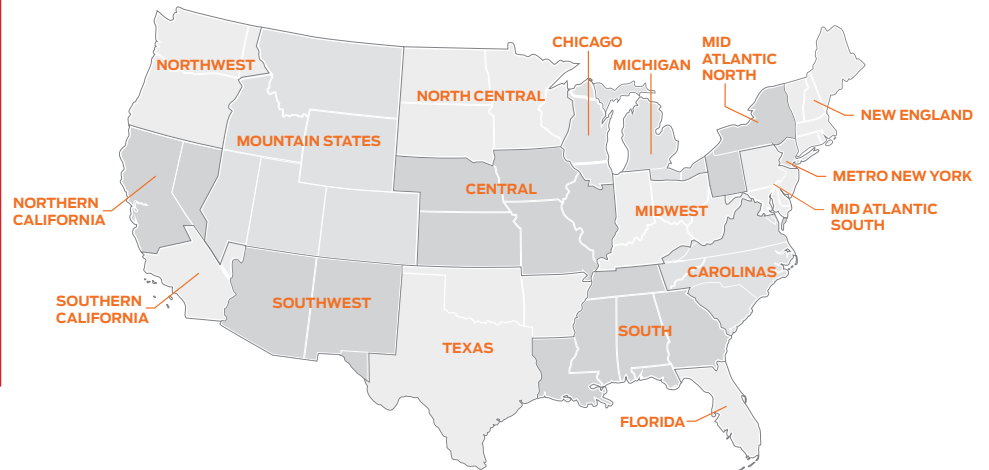 CHICAGO
MID
ATLANTIC
NORTH
NORTHWEST
MICHIGAN
NORTH CENTRAL
NEW ENGLAND
MOUNTAIN STATES
METRO NEW YORK
CENTRAL
NORTHERN
CALIFORNIA
MIDWEST
MID ATLANTIC
SOUTH
CAROLINAS
SOUTHERN
CALIFORNIA
SOUTHWEST
SOUTH
TEXAS
FLORIDA